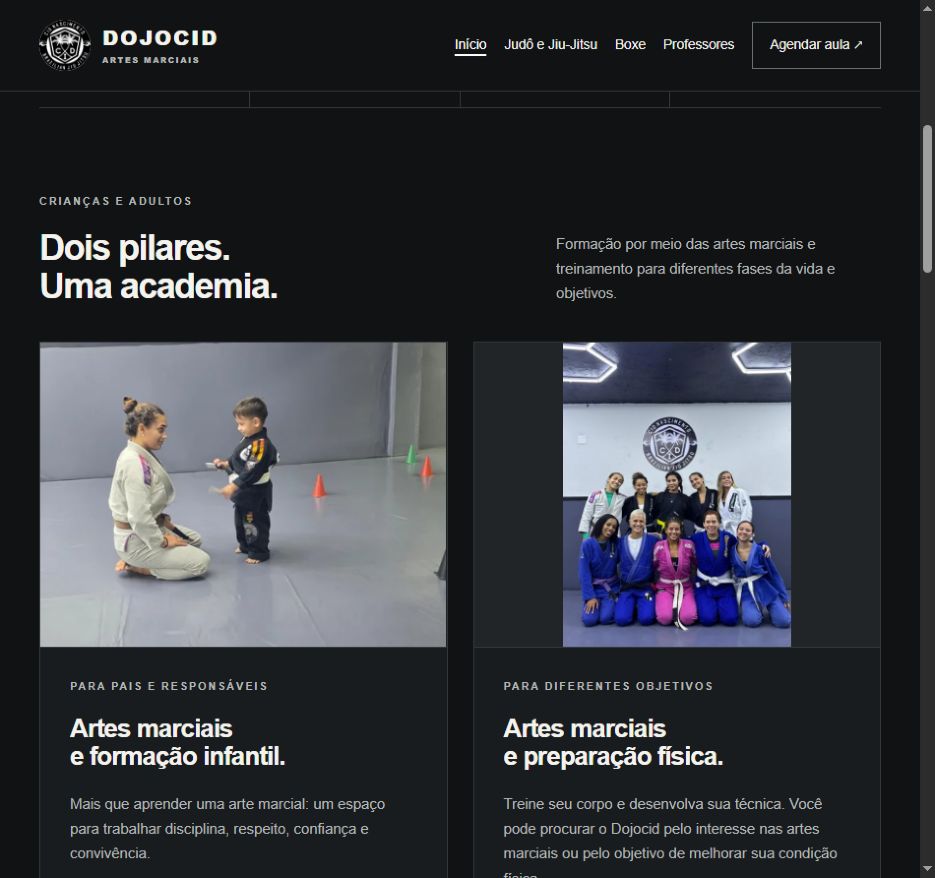 DOJOCID
ARTES MARCIAIS
Início
Judô e Jiu-Jitsu
Boxe
Professores
Agendar aula ↗
CRIANÇAS E ADULTOS
Dois pilares.
Uma academia.
Formação por meio das artes marciais e
treinamento para diferentes fases da vida e
objetivos.
PARA PAIS E RESPONSÁVEIS
Artes marciais
e formação infantil.
Mais que aprender uma arte marcial: um espaço
para trabalhar disciplina, respeito, confiança e
convivência.
PARA DIFERENTES OBJETIVOS
Artes marciais
e preparação física.
Treine seu corpo e desenvolva sua técnica. Você
pode procurar o Dojocid pelo interesse nas artes
marciais ou pelo objetivo de melhorar sua condição